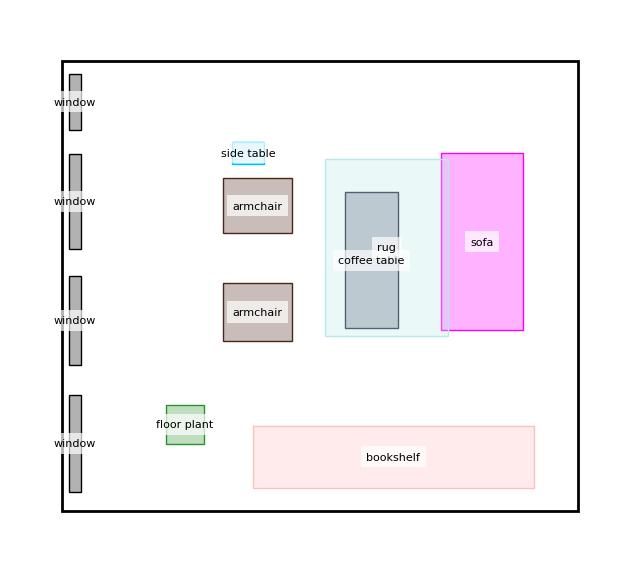 window
side table
window
armchair
sofa
rug
coffee table
armchair
window
floor plant
window
bookshelf